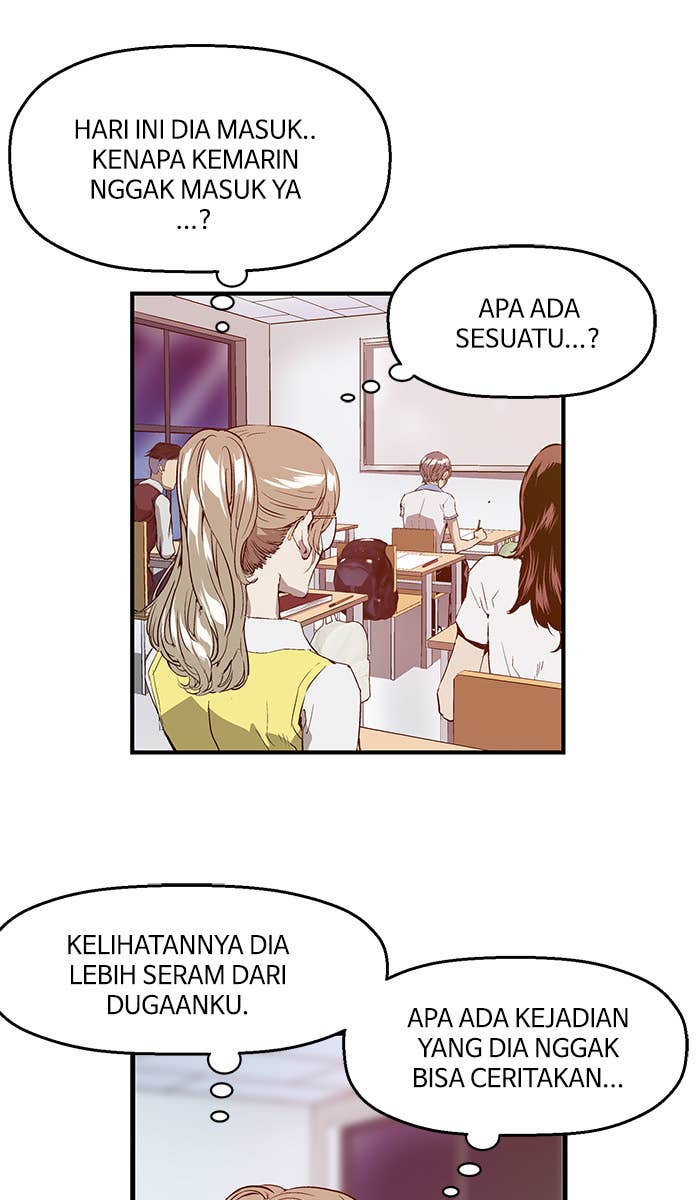 HARI INI DIA MASUK..
KENAPA KEMARIN
NGGAK MASUK YA
...?
APA ADA
SESUATU...?
KELIHATANNYA DIA
LEBIH SERAM DARI
DUGAANKU.
APA ADA KEJADIAN
YANG DIA NGGAK
BISA CERITAKAN...